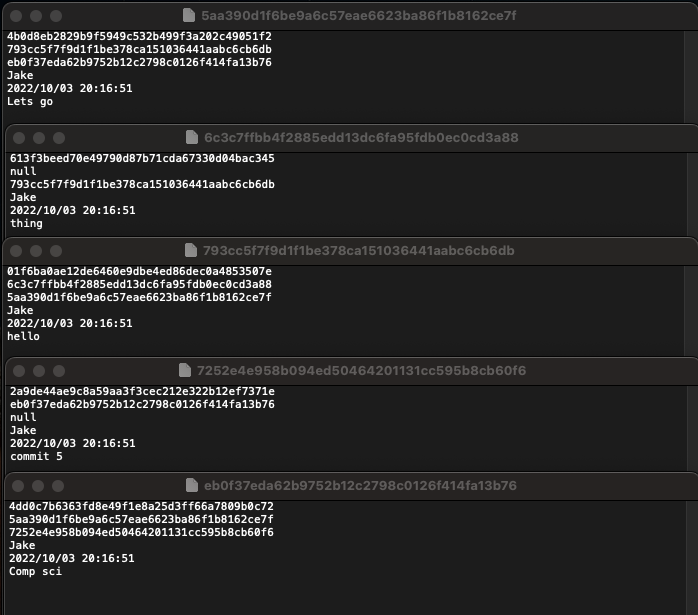 5aa390d1f6be9a6c57eae6623ba86f1b8162ce7f
4b0d8eb2829b9f5949c532b499f3a202c49051f2
793cc5f7f9d1f1be378ca151036441aabc6cb6db
eb0f37eda62b9752b12c2798c0126f414fa13b76
Jake
2022/10/03 20:16:51
Lets go
6c3c7ffbb4f2885edd13dc6fa95fdb0ec0cd3a88
613f3beed70e49790d87b71cda67330d04bac345
null
793cc5f7f9d1f1be378ca151036441aabc6cb6db
Jake
2022/10/03 20:16:51
thing
793cc5f7f9d1f1be378ca151036441aabc6cb6db
01f6ba0ae12de6460e9dbe4ed86dec0a4853507e
6c3c7ffbb4f2885edd13dc6fa95fdb0ec0cd3a88
5aa390d1f6be9a6c57eae6623ba86f1b8162ce7f
Jake
2022/10/03 20:16:51
hello
7252e4e958b094ed50464201131cc595b8cb60f6
2a9de44ae9c8a59aa3f3cec212e322b12ef7371e
eb0f37eda62b9752b12c2798c0126f414fa13b76
null
Jake
2022/10/03 20:16:51
commit 5
eb0f37eda62b9752b12c2798c0126f414fa13b76
4dd0c7b6363fd8e49f1e8a25d3ff66a7809b0c72
5aa390d1f6be9a6c57eae6623ba86f1b8162ce7f
7252e4e958b094ed50464201131cc595b8cb60f6
Jake
2022/10/03 20:16:51
Comp sci